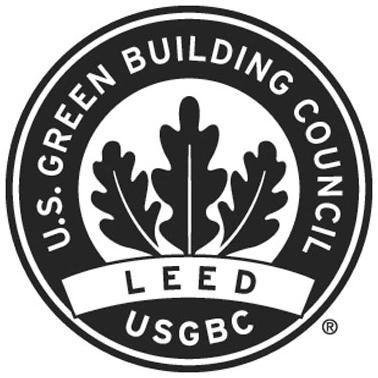 U.S. GREEN BUILDING COUNCIL
LEED
USGBC
®